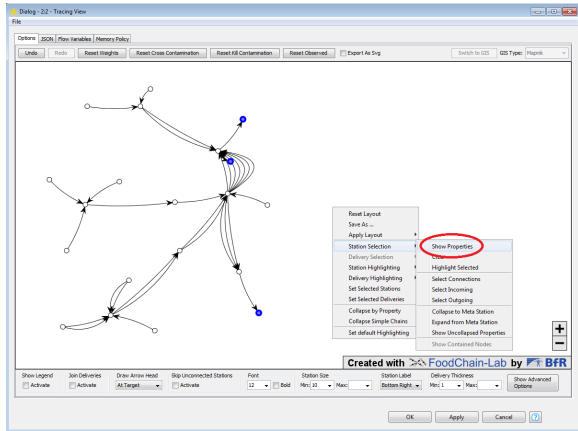 Dialog - 2:2 - Tracing View
File
Options JSON Flow Variables Memory Policy
Undo Redo Reset Weights Reset Cross Contamination Reset Kill Contamination Reset Observed Export As Svg Switch to GIS GIS Type: Mapnik
Reset Layout
Save As ...
Apply Layout
Station Selection
Delivery Selection
Station Highlighting
Delivery Highlighting
Set Selected Stations
Set Selected Deliveries
Collapse by Property
Collapse Simple Chains
Set default Highlighting
Show Properties
Clear
Highlight Selected
Select Connections
Select Incoming
Select Outgoing
Collapse to Meta Station
Expand from Meta Station
Show Uncollapsed Properties
Show Contained Nodes
+
−
Created with FoodChain-Lab by BfR
Show Legend Join Deliveries Draw Arrow Head Skip Unconnected Stations Font Station Size Station Label Delivery Thickness
Activate Activate At Target Activate 12 Bold Min: 10 Max: Bottom Right Min: 1 Max: Show Advanced Options
OK Apply Cancel ?